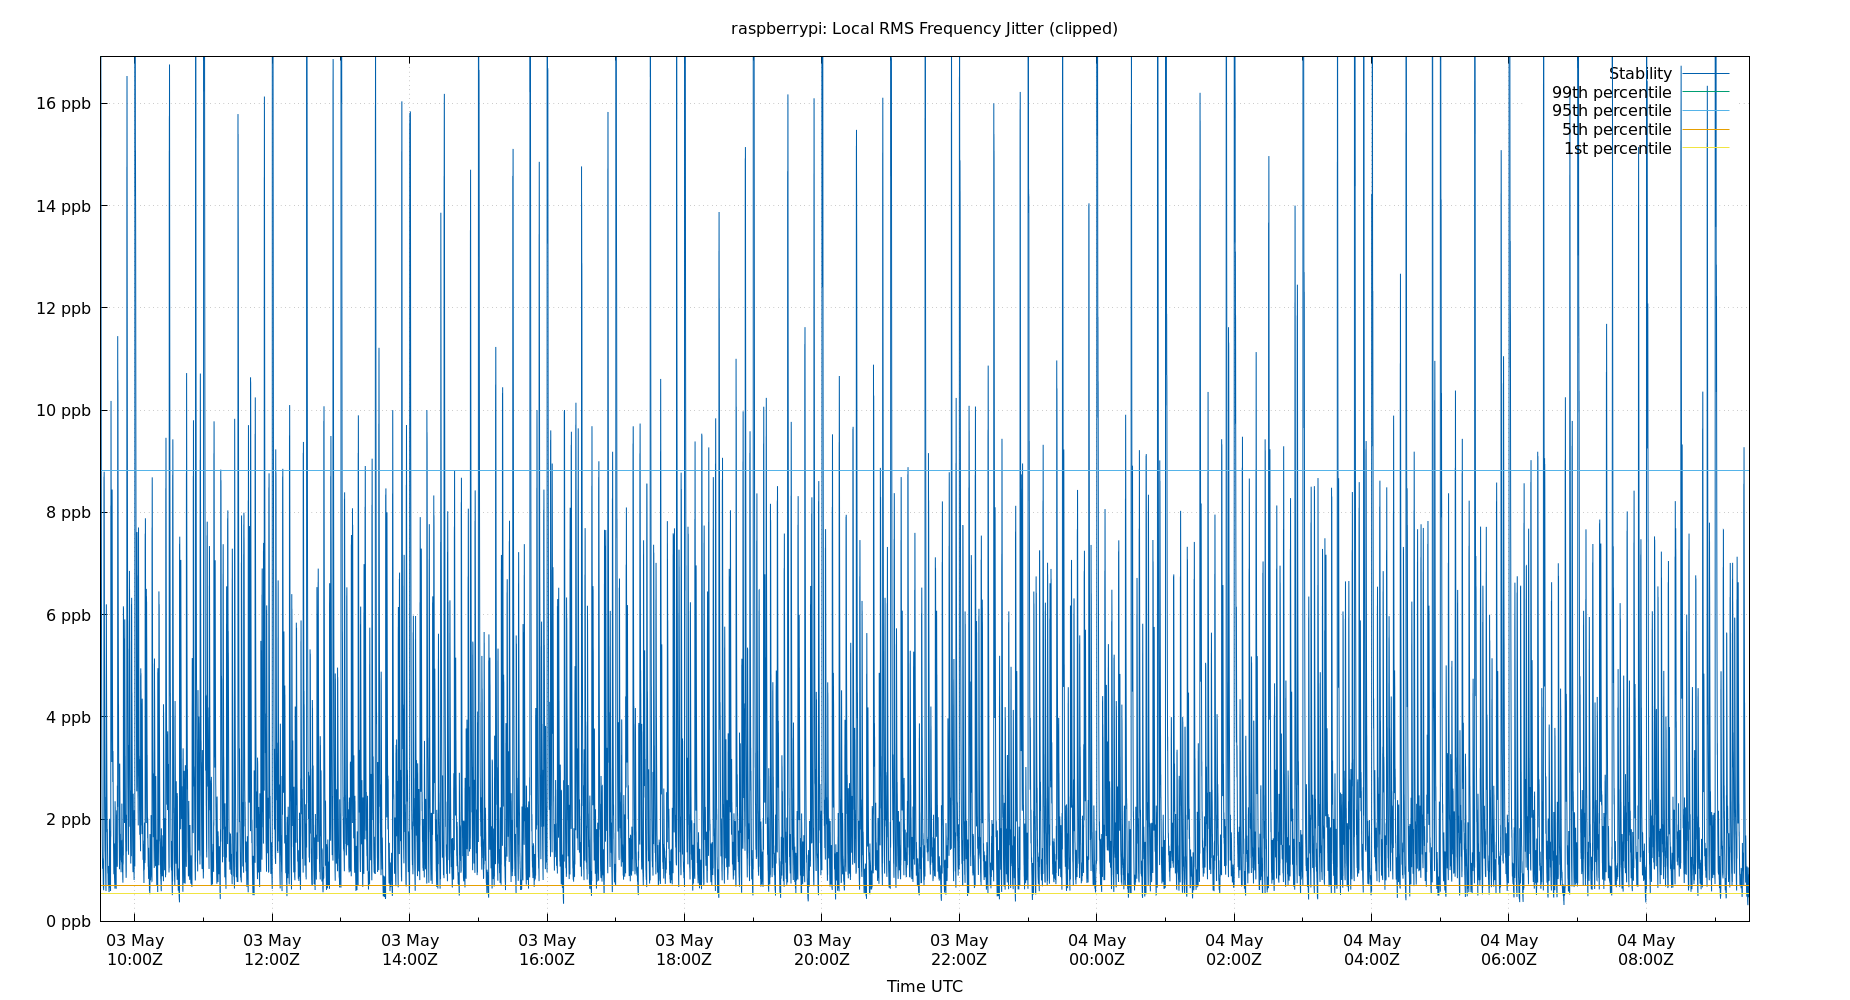 raspberrypi: Local RMS Frequency Jitter (clipped)
Stability
99th percentile
95th percentile
5th percentile
1st percentile
16 ppb
14 ppb
12 ppb
10 ppb
8 ppb
6 ppb
4 ppb
2 ppb
0 ppb
03 May 03 May 03 May 03 May 03 May 03 May 03 May 04 May 04 May 04 May 04 May 04 May
10:00Z 12:00Z 14:00Z 16:00Z 18:00Z 20:00Z 22:00Z 00:00Z 02:00Z 04:00Z 06:00Z 08:00Z
Time UTC